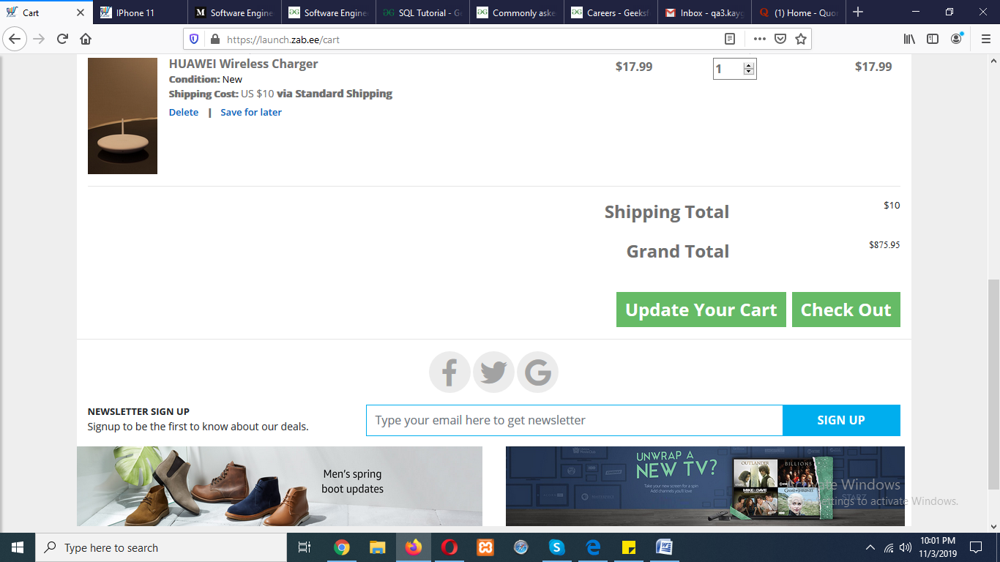 Cart
IPhone 11
Software Engine
Software Engine
SQL Tutorial - G
Commonly aske
Careers - Geeksf
Inbox - qa3.kayg
(1) Home - Quo
https://launch.zab.ee/cart
HUAWEI Wireless Charger
$17.99
1
$17.99
Condition: New
Shipping Cost: US $10 via Standard Shipping
Delete | Save for later
Shipping Total
$10
Grand Total
$875.95
Update Your Cart
Check Out
NEWSLETTER SIGN UP
Signup to be the first to know about our deals.
Type your email here to get newsletter
SIGN UP
Men's spring
boot updates
UNWRAP A
NEW TV?
Take your new screen for a spin
Add channels you'll love
OUTLANDER
BILLIONS
MIKE & DAVE
GAME OF THRONES
STARZ
Activate Windows
Settings to activate Windows.
Type here to search
10:01 PM
11/3/2019